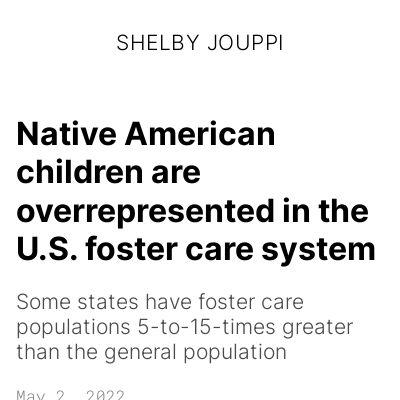 SHELBY JOUPPI
Native American
children are
overrepresented in the
U.S. foster care system
Some states have foster care
populations 5-to-15-times greater
than the general population
May 2, 2022